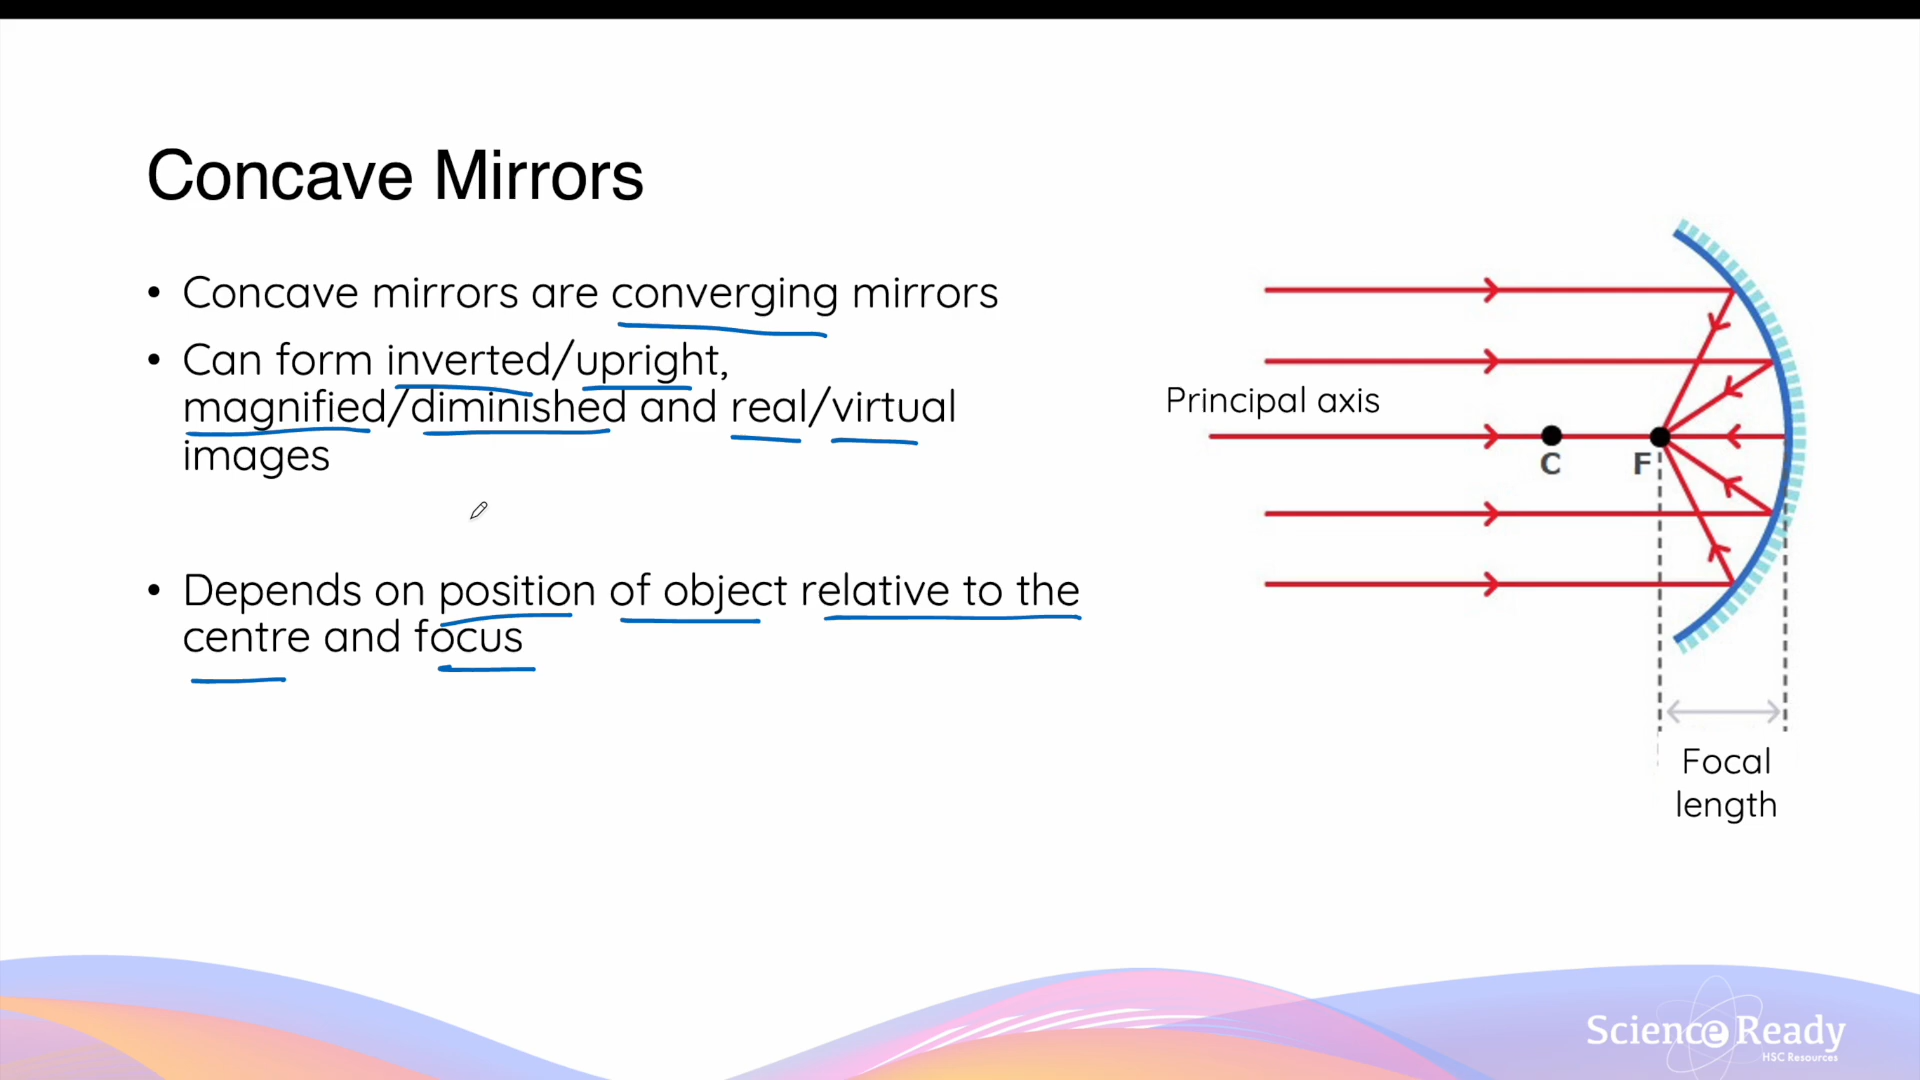 Concave Mirrors
• Concave mirrors are converging mirrors
• Can form inverted/upright,
magnified/diminished and real/virtual
images
• Depends on position of object relative to the
centre and focus
Principal axis
C
F
Focal
length
Science Ready
HSC Resources